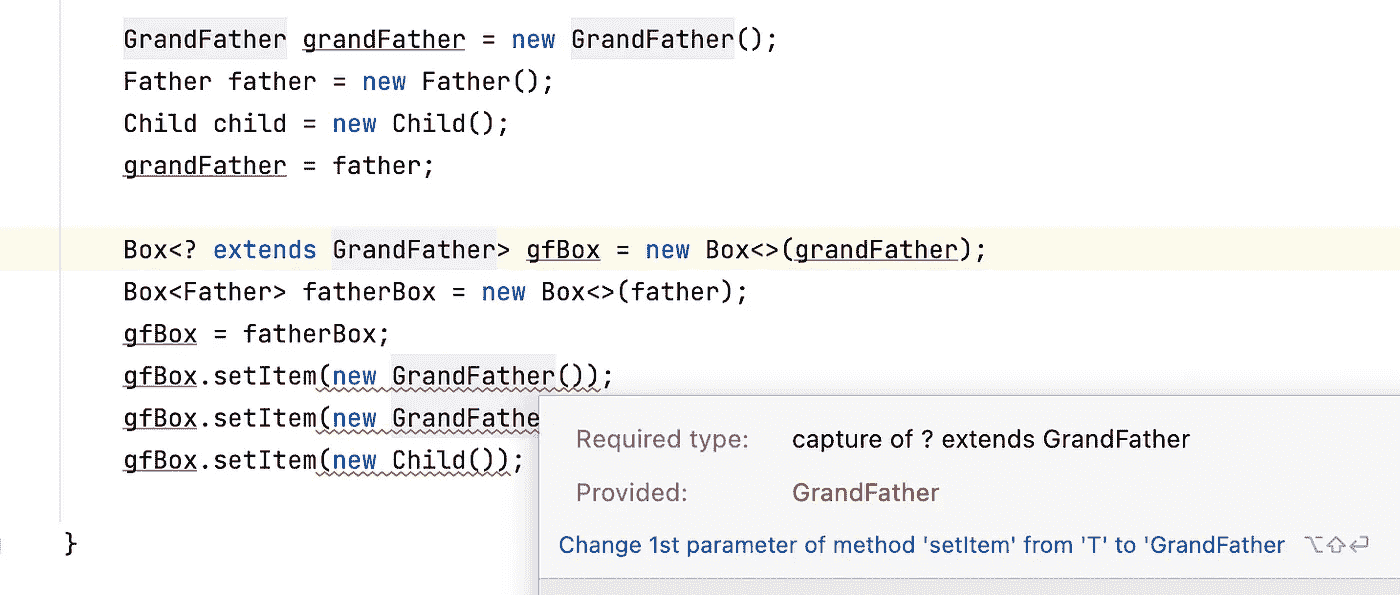 GrandFather grandFather = new GrandFather();
Father father = new Father();
Child child = new Child();
grandFather = father;
Box<? extends GrandFather> gfBox = new Box<>(grandFather);
Box<Father> fatherBox = new Box<>(father);
gfBox = fatherBox;
gfBox.setItem(new GrandFather());
gfBox.setItem(new GrandFathe
gfBox.setItem(new Child());
}
Required type: capture of ? extends GrandFather
Provided: GrandFather
Change 1st parameter of method 'setItem' from 'T' to 'GrandFather ⌥⇧⏎